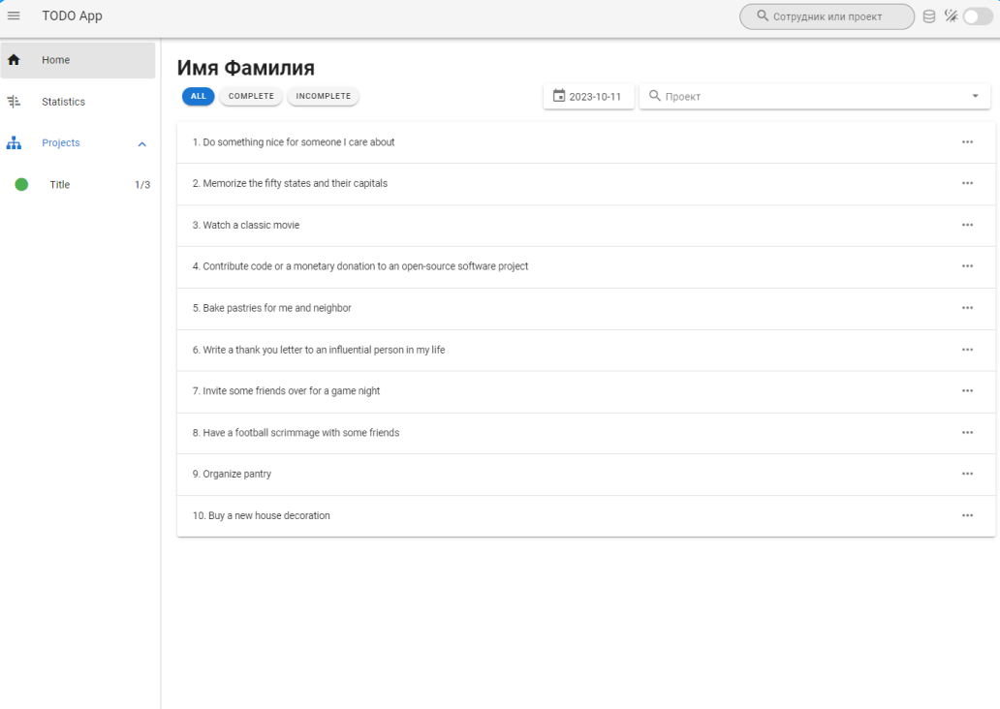 TODO App
Сотрудник или проект
Home
Statistics
Projects
Title 1/3
Имя Фамилия
ALL COMPLETE INCOMPLETE
2023-10-11 Проект
1. Do something nice for someone I care about
2. Memorize the fifty states and their capitals
3. Watch a classic movie
4. Contribute code or a monetary donation to an open-source software project
5. Bake pastries for me and neighbor
6. Write a thank you letter to an influential person in my life
7. Invite some friends over for a game night
8. Have a football scrimmage with some friends
9. Organize pantry
10. Buy a new house decoration